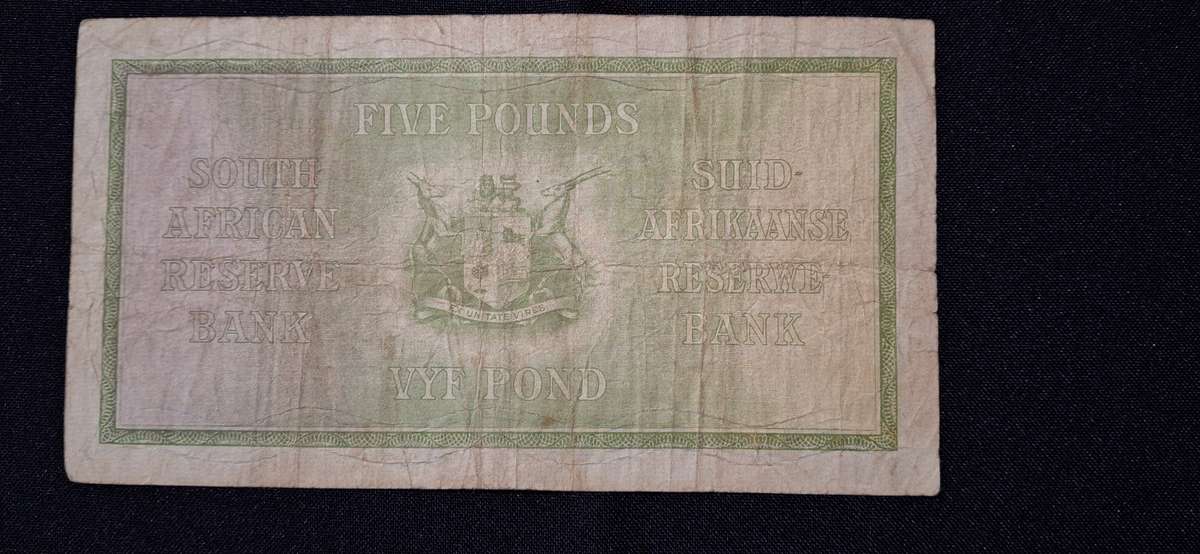 FIVE POUNDS
SOUTH
AFRICAN
RESERVE
BANK
SUID-
AFRIKAANSE
RESERWE-
BANK
EX UNITATE VIRES
VYF POND